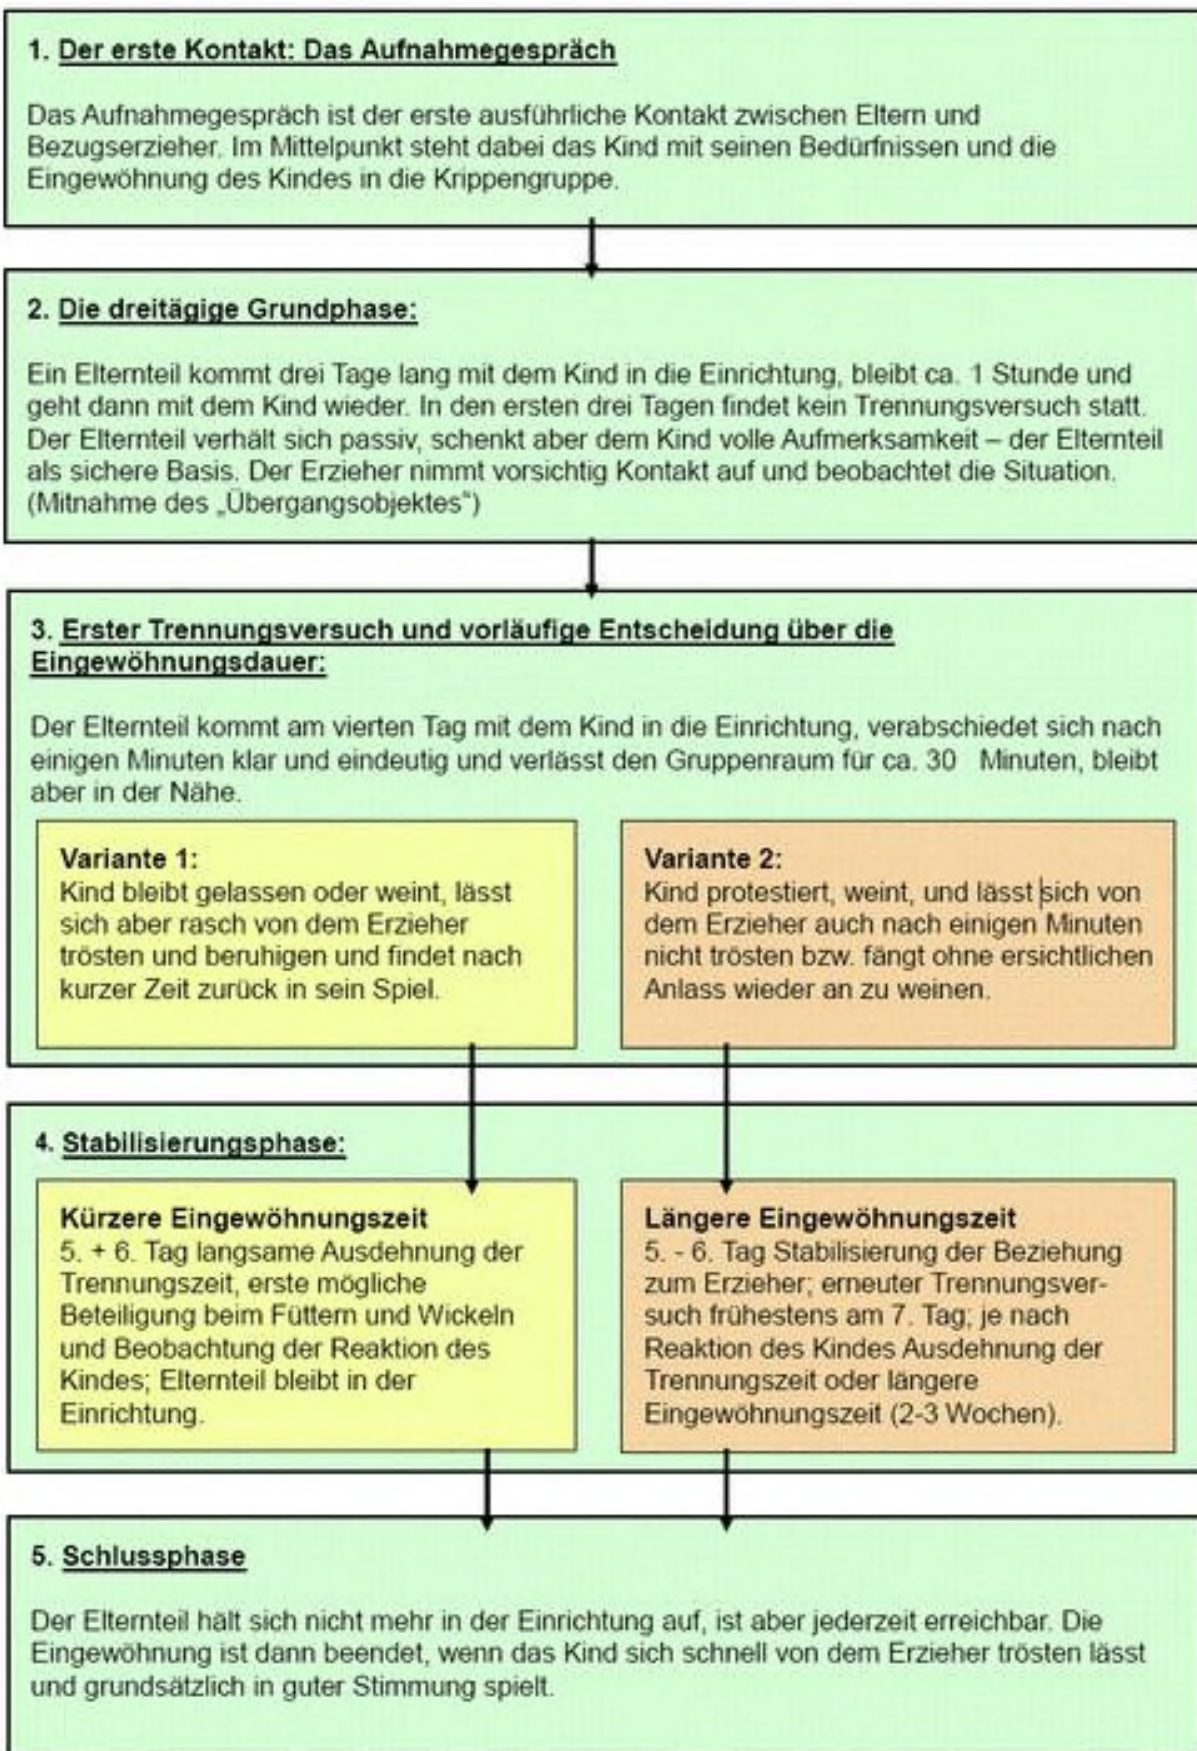 1. Der erste Kontakt: Das Aufnahmegespräch
Das Aufnahmegespräch ist der erste ausführliche Kontakt zwischen Eltern und
Bezugserzieher. Im Mittelpunkt steht dabei das Kind mit seinen Bedürfnissen und die
Eingewöhnung des Kindes in die Krippengruppe.
2. Die dreitägige Grundphase:
Ein Elternteil kommt drei Tage lang mit dem Kind in die Einrichtung, bleibt ca. 1 Stunde und
geht dann mit dem Kind wieder. In den ersten drei Tagen findet kein Trennungsversuch statt.
Der Elternteil verhält sich passiv, schenkt aber dem Kind volle Aufmerksamkeit – der Elternteil
als sichere Basis. Der Erzieher nimmt vorsichtig Kontakt auf und beobachtet die Situation.
(Mitnahme des „Übergangsobjektes“)
3. Erster Trennungsversuch und vorläufige Entscheidung über die
Eingewöhnungsdauer:
Der Elternteil kommt am vierten Tag mit dem Kind in die Einrichtung, verabschiedet sich nach
einigen Minuten klar und eindeutig und verlässt den Gruppenraum für ca. 30 Minuten, bleibt
aber in der Nähe.
Variante 1:
Kind bleibt gelassen oder weint, lässt
sich aber rasch von dem Erzieher
trösten und beruhigen und findet nach
kurzer Zeit zurück in sein Spiel.
Variante 2:
Kind protestiert, weint, und lässt sich von
dem Erzieher auch nach einigen Minuten
nicht trösten bzw. fängt ohne ersichtlichen
Anlass wieder an zu weinen.
4. Stabilisierungsphase:
Kürzere Eingewöhnungszeit
5. + 6. Tag langsame Ausdehnung der
Trennungszeit, erste mögliche
Beteiligung beim Füttern und Wickeln
und Beobachtung der Reaktion des
Kindes; Elternteil bleibt in der
Einrichtung.
Längere Eingewöhnungszeit
5. - 6. Tag Stabilisierung der Beziehung
zum Erzieher; erneuter Trennungsver-
such frühestens am 7. Tag; je nach
Reaktion des Kindes Ausdehnung der
Trennungszeit oder längere
Eingewöhnungszeit (2-3 Wochen).
5. Schlussphase
Der Elternteil hält sich nicht mehr in der Einrichtung auf, ist aber jederzeit erreichbar. Die
Eingewöhnung ist dann beendet, wenn das Kind sich schnell von dem Erzieher trösten lässt
und grundsätzlich in guter Stimmung spielt.